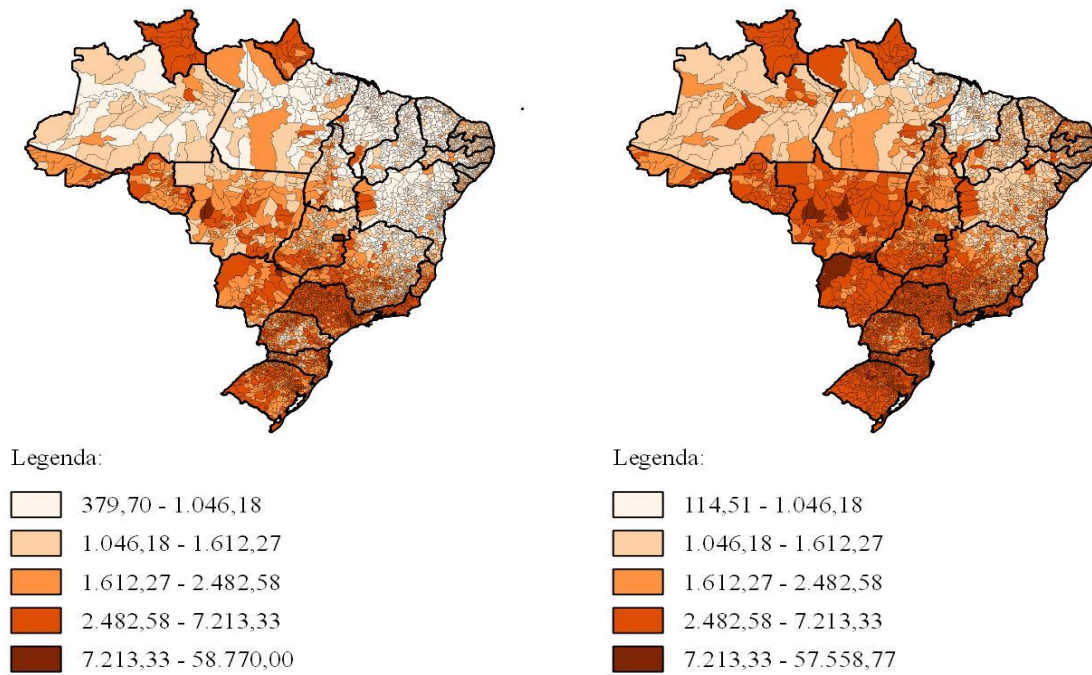 Legenda:
379,70 - 1.046,18
1.046,18 - 1.612,27
1.612,27 - 2.482,58
2.482,58 - 7.213,33
7.213,33 - 58.770,00
Legenda:
114,51 - 1.046,18
1.046,18 - 1.612,27
1.612,27 - 2.482,58
2.482,58 - 7.213,33
7.213,33 - 57.558,77